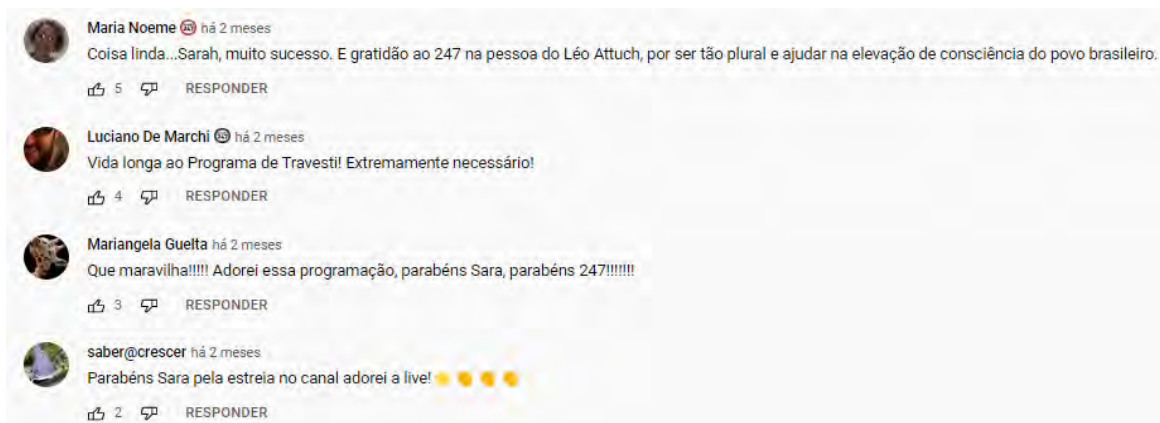 Maria Noeme 247 há 2 meses
Coisa linda...Sarah, muito sucesso. E gratidão ao 247 na pessoa do Léo Attuch, por ser tão plural e ajudar na elevação de consciência do povo brasileiro.
5 RESPONDER
Luciano De Marchi 247 há 2 meses
Vida longa ao Programa de Travesti! Extremamente necessário!
4 RESPONDER
Mariangela Guelta há 2 meses
Que maravilha!!!!! Adorei essa programação, parabéns Sara, parabéns 247!!!!!!!
3 RESPONDER
saber@crescer há 2 meses
Parabéns Sara pela estreia no canal adorei a live!
2 RESPONDER